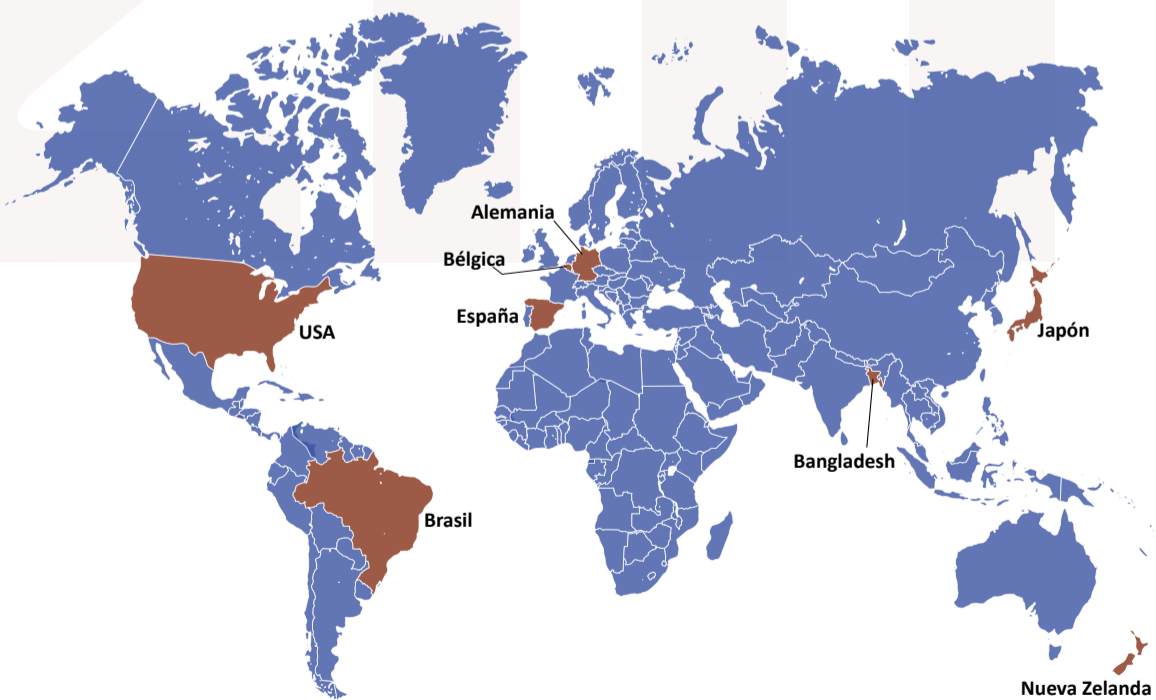 Alemania
Bélgica
España
USA
Japón
Bangladesh
Brasil
Nueva Zelanda